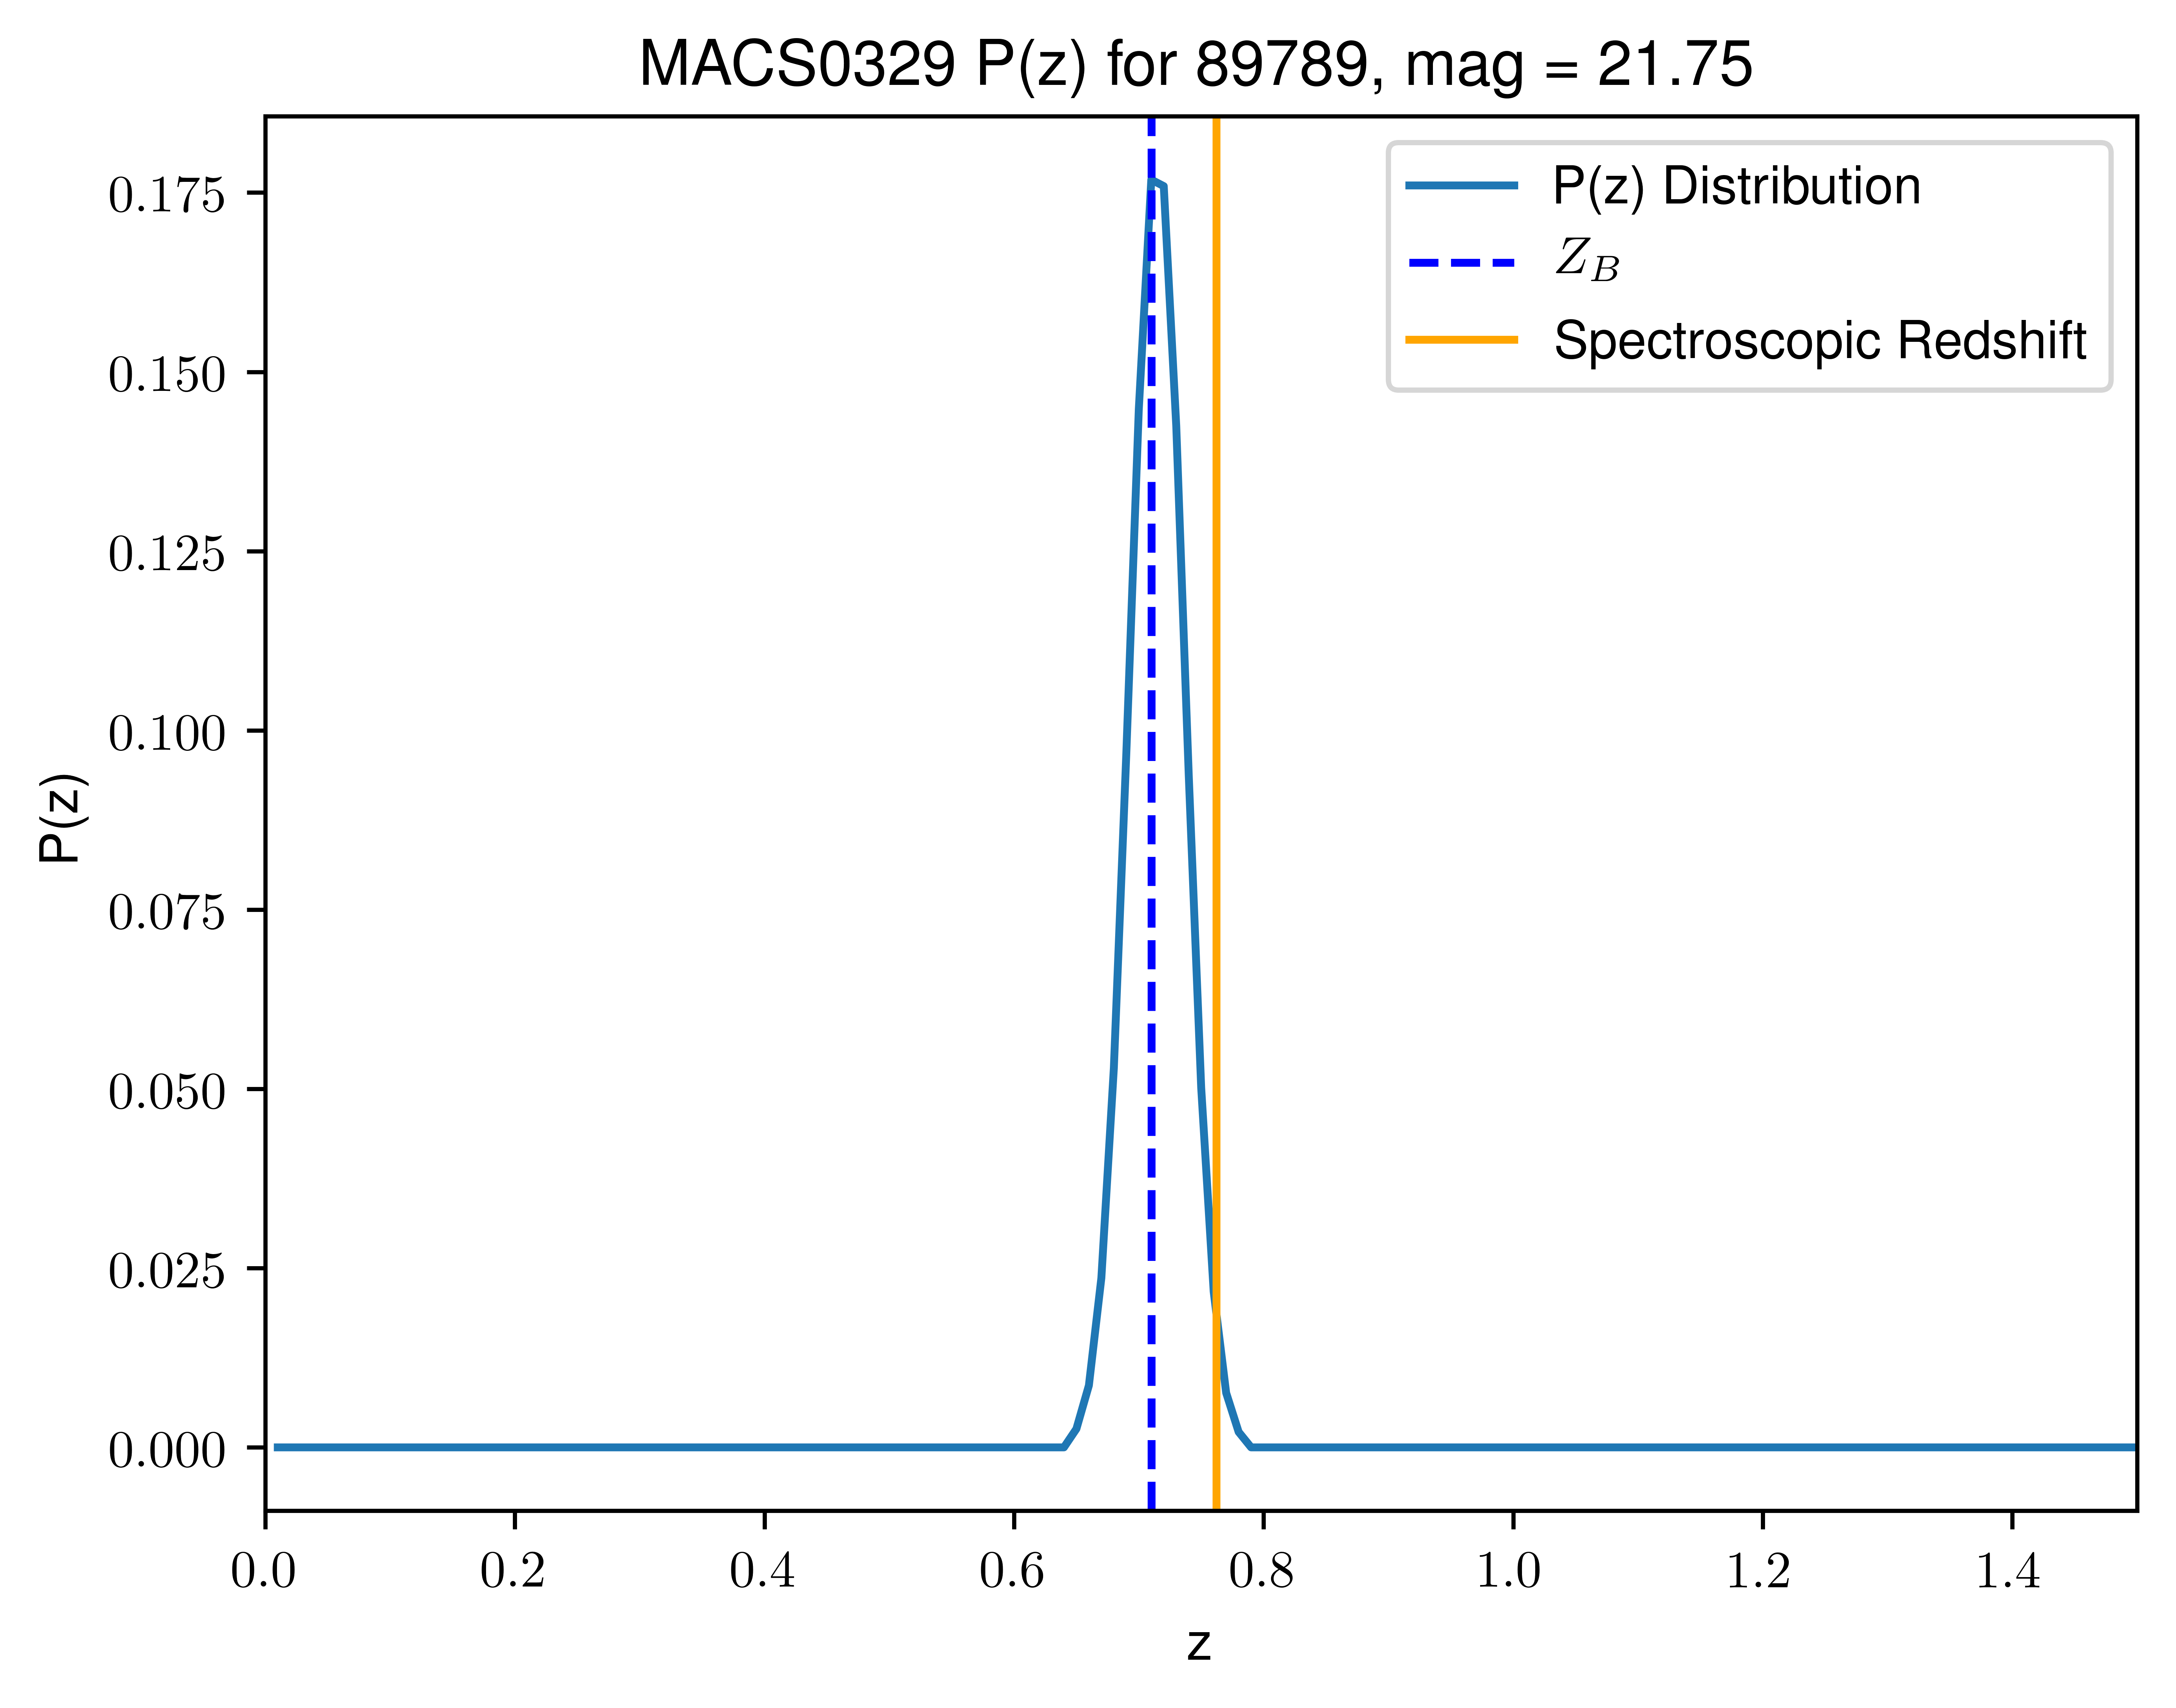 MACS0329 P(z) for 89789, mag = 21.75
P(z) Distribution
Z_B
Spectroscopic Redshift
0.175
0.150
0.125
0.100
0.075
0.050
0.025
0.000
P(z)
0.0 0.2 0.4 0.6 0.8 1.0 1.2 1.4
z